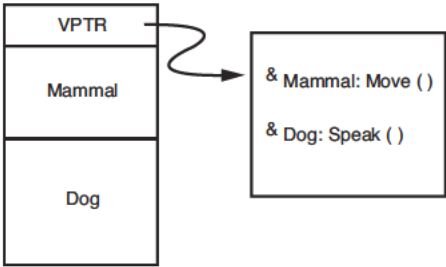 VPTR
Mammal
Dog
& Mammal: Move ( )
& Dog: Speak ( )